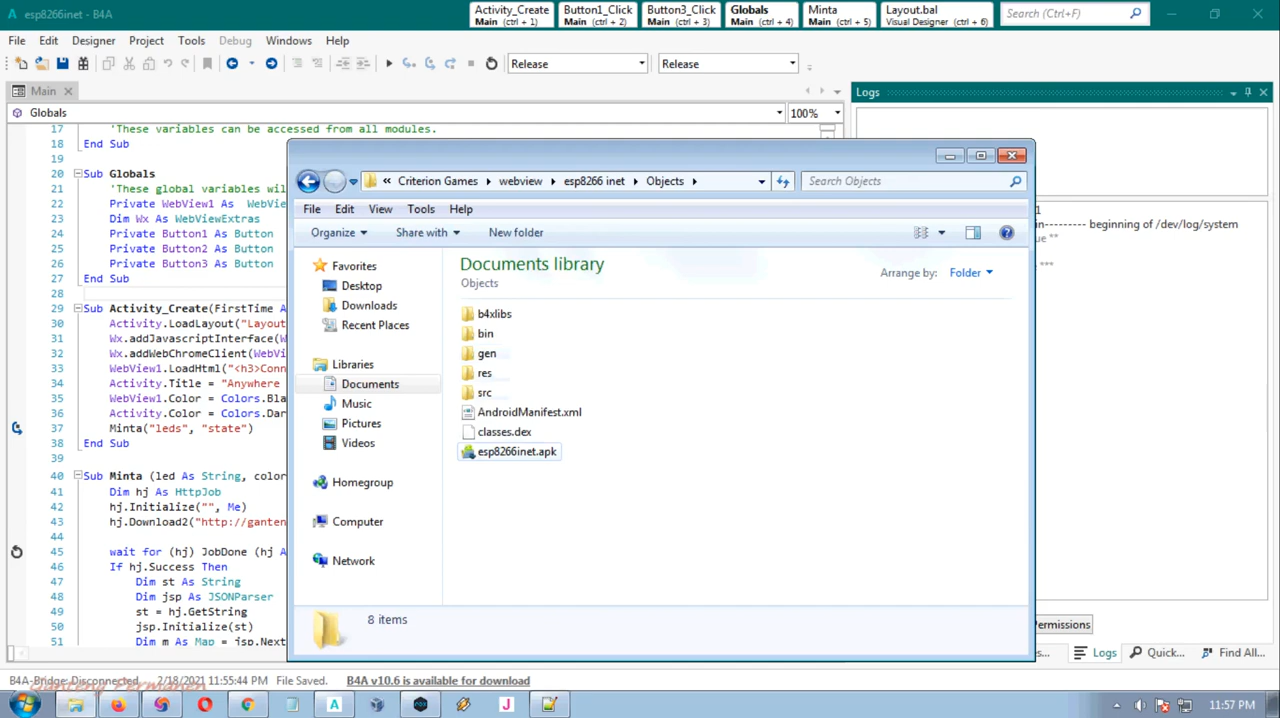 esp8266inet - B4A
Activity_Create
Main (ctrl + 1)
Button1_Click
Main (ctrl + 2)
Button3_Click
Main (ctrl + 3)
Globals
Main (ctrl + 4)
Minta
Main (ctrl + 5)
Layout.bal
Visual Designer (ctrl + 6)
Search (Ctrl+F)
File Edit Designer Project Tools Debug Windows Help
Release Release
Main
Globals 100%
17 'These variables can be accessed from all modules.
18 End Sub
19
20 Sub Globals
21 'These global variables wil
22 Private WebView1 As WebVie
23 Dim Wx As WebViewExtras
24 Private Button1 As Button
25 Private Button2 As Button
26 Private Button3 As Button
27 End Sub
28
29 Sub Activity_Create(FirstTime A
30 Activity.LoadLayout("Layou
31 Wx.addJavascriptInterface(W
32 Wx.addWebChromeClient(WebVi
33 WebView1.LoadHtml("<h3>Conn
34 Activity.Title = "Anywhere
35 WebView1.Color = Colors.Bla
36 Activity.Color = Colors.Dar
37 Minta("leds", "state")
38 End Sub
39
40 Sub Minta (led As String, color
41 Dim hj As HttpJob
42 hj.Initialize("", Me)
43 hj.Download2("http://ganten
44
45 wait for (hj) JobDone (hj A
46 If hj.Success Then
47 Dim st As String
48 Dim jsp As JSONParser
49 st = hj.GetString
50 jsp.Initialize(st)
51 Dim m As Map = jsp.Nex
« Criterion Games webview esp8266 inet Objects
Search Objects
File Edit View Tools Help
Organize Share with New folder
Favorites
Desktop
Downloads
Recent Places
Libraries
Documents
Music
Pictures
Videos
Homegroup
Computer
Network
Documents library
Objects
Arrange by: Folder
b4xlibs
bin
gen
res
src
AndroidManifest.xml
classes.dex
esp8266inet.apk
8 items
Logs
1
n--------- beginning of /dev/log/system
ue **
***
Permissions
s... Logs Quick... Find All...
B4A-Bridge: Disconnected 2/18/2021 11:55:44 PM File Saved. B4A v10.6 is available for download
Ganteng Permanen
11:57 PM